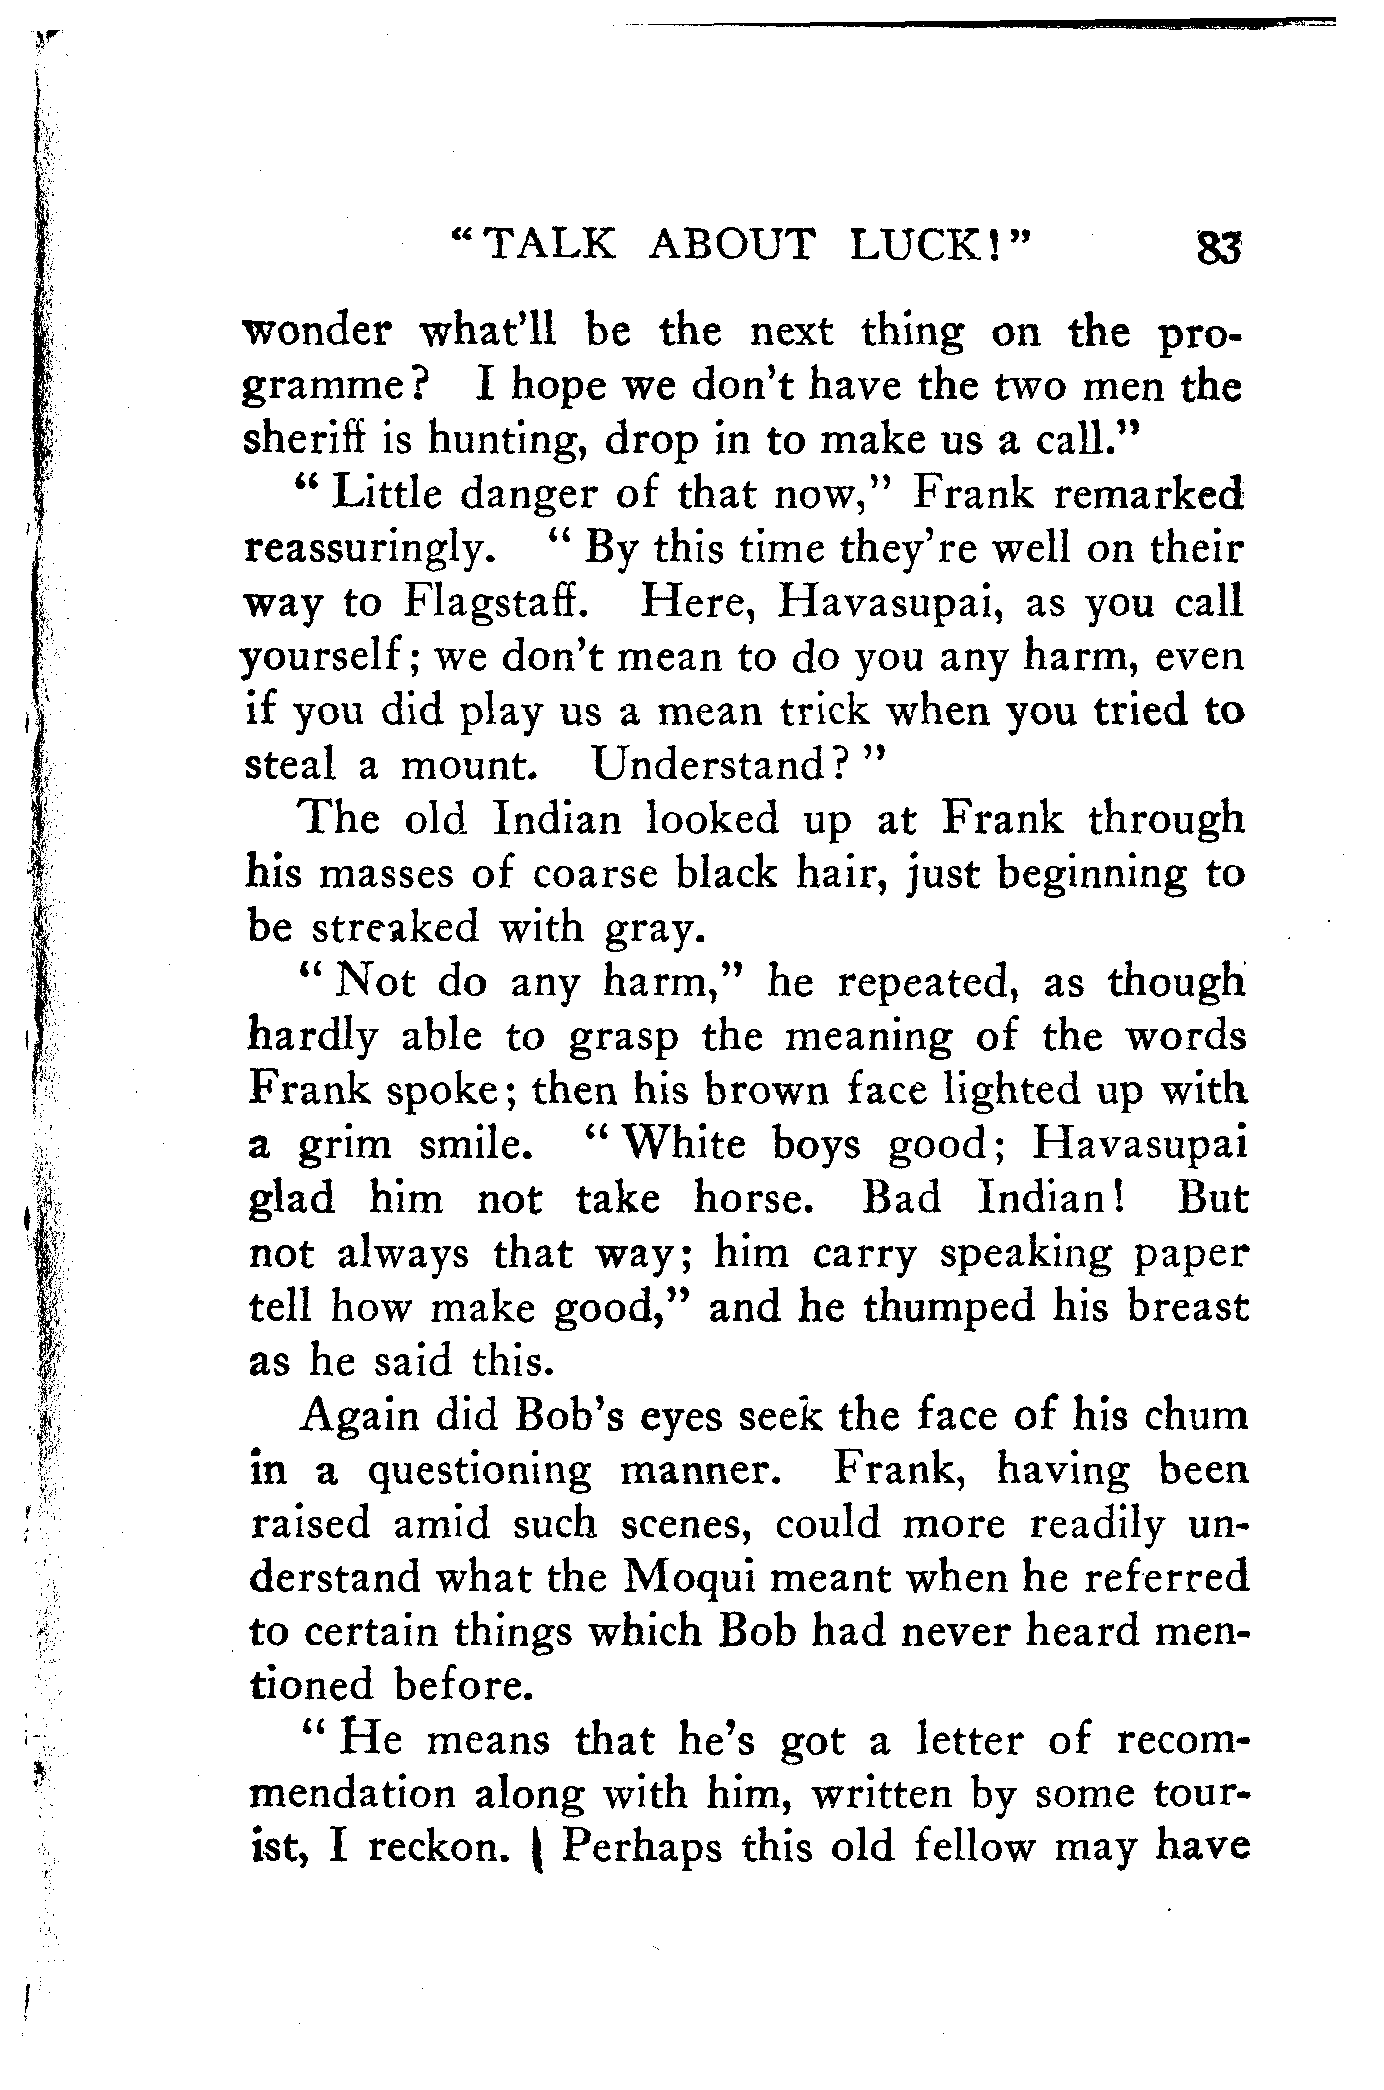 "TALK ABOUT LUCK!" 83
wonder what'll be the next thing on the pro-
gramme? I hope we don't have the two men the
sheriff is hunting, drop in to make us a call."
"Little danger of that now," Frank remarked
reassuringly. "By this time they're well on their
way to Flagstaff. Here, Havasupai, as you call
yourself; we don't mean to do you any harm, even
if you did play us a mean trick when you tried to
steal a mount. Understand?"
The old Indian looked up at Frank through
his masses of coarse black hair, just beginning to
be streaked with gray.
"Not do any harm," he repeated, as though
hardly able to grasp the meaning of the words
Frank spoke; then his brown face lighted up with
a grim smile. "White boys good; Havasupai
glad him not take horse. Bad Indian! But
not always that way; him carry speaking paper
tell how make good," and he thumped his breast
as he said this.
Again did Bob's eyes seek the face of his chum
in a questioning manner. Frank, having been
raised amid such scenes, could more readily un-
derstand what the Moqui meant when he referred
to certain things which Bob had never heard men-
tioned before.
"He means that he's got a letter of recom-
mendation along with him, written by some tour-
ist, I reckon. Perhaps this old fellow may have